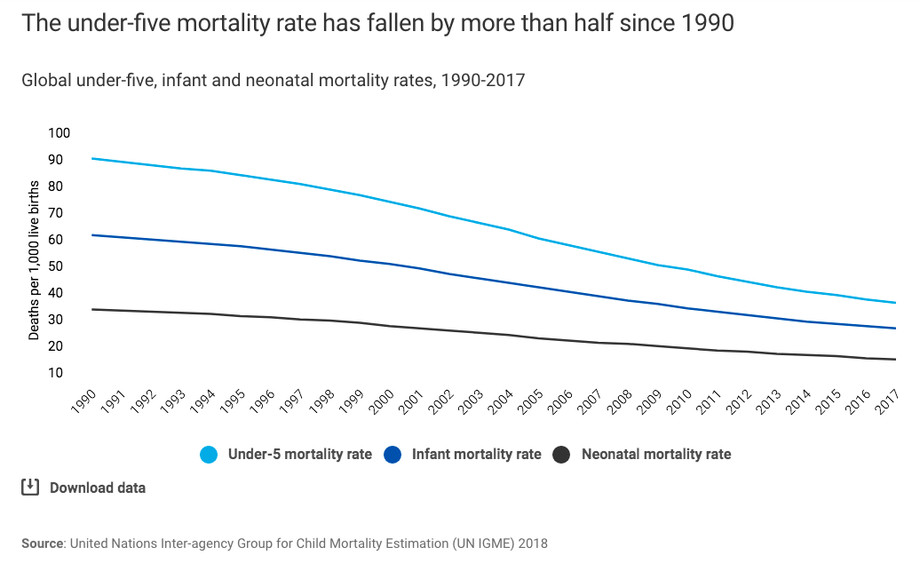 The under-five mortality rate has fallen by more than half since 1990
Global under-five, infant and neonatal mortality rates, 1990-2017
Deaths per 1,000 live births
100
90
80
70
60
50
40
30
20
10
1990 1991 1992 1993 1994 1995 1996 1997 1998 1999 2000 2001 2002 2003 2004 2005 2006 2007 2008 2009 2010 2011 2012 2013 2014 2015 2016 2017
Under-5 mortality rate Infant mortality rate Neonatal mortality rate
Download data
Source: United Nations Inter-agency Group for Child Mortality Estimation (UN IGME) 2018